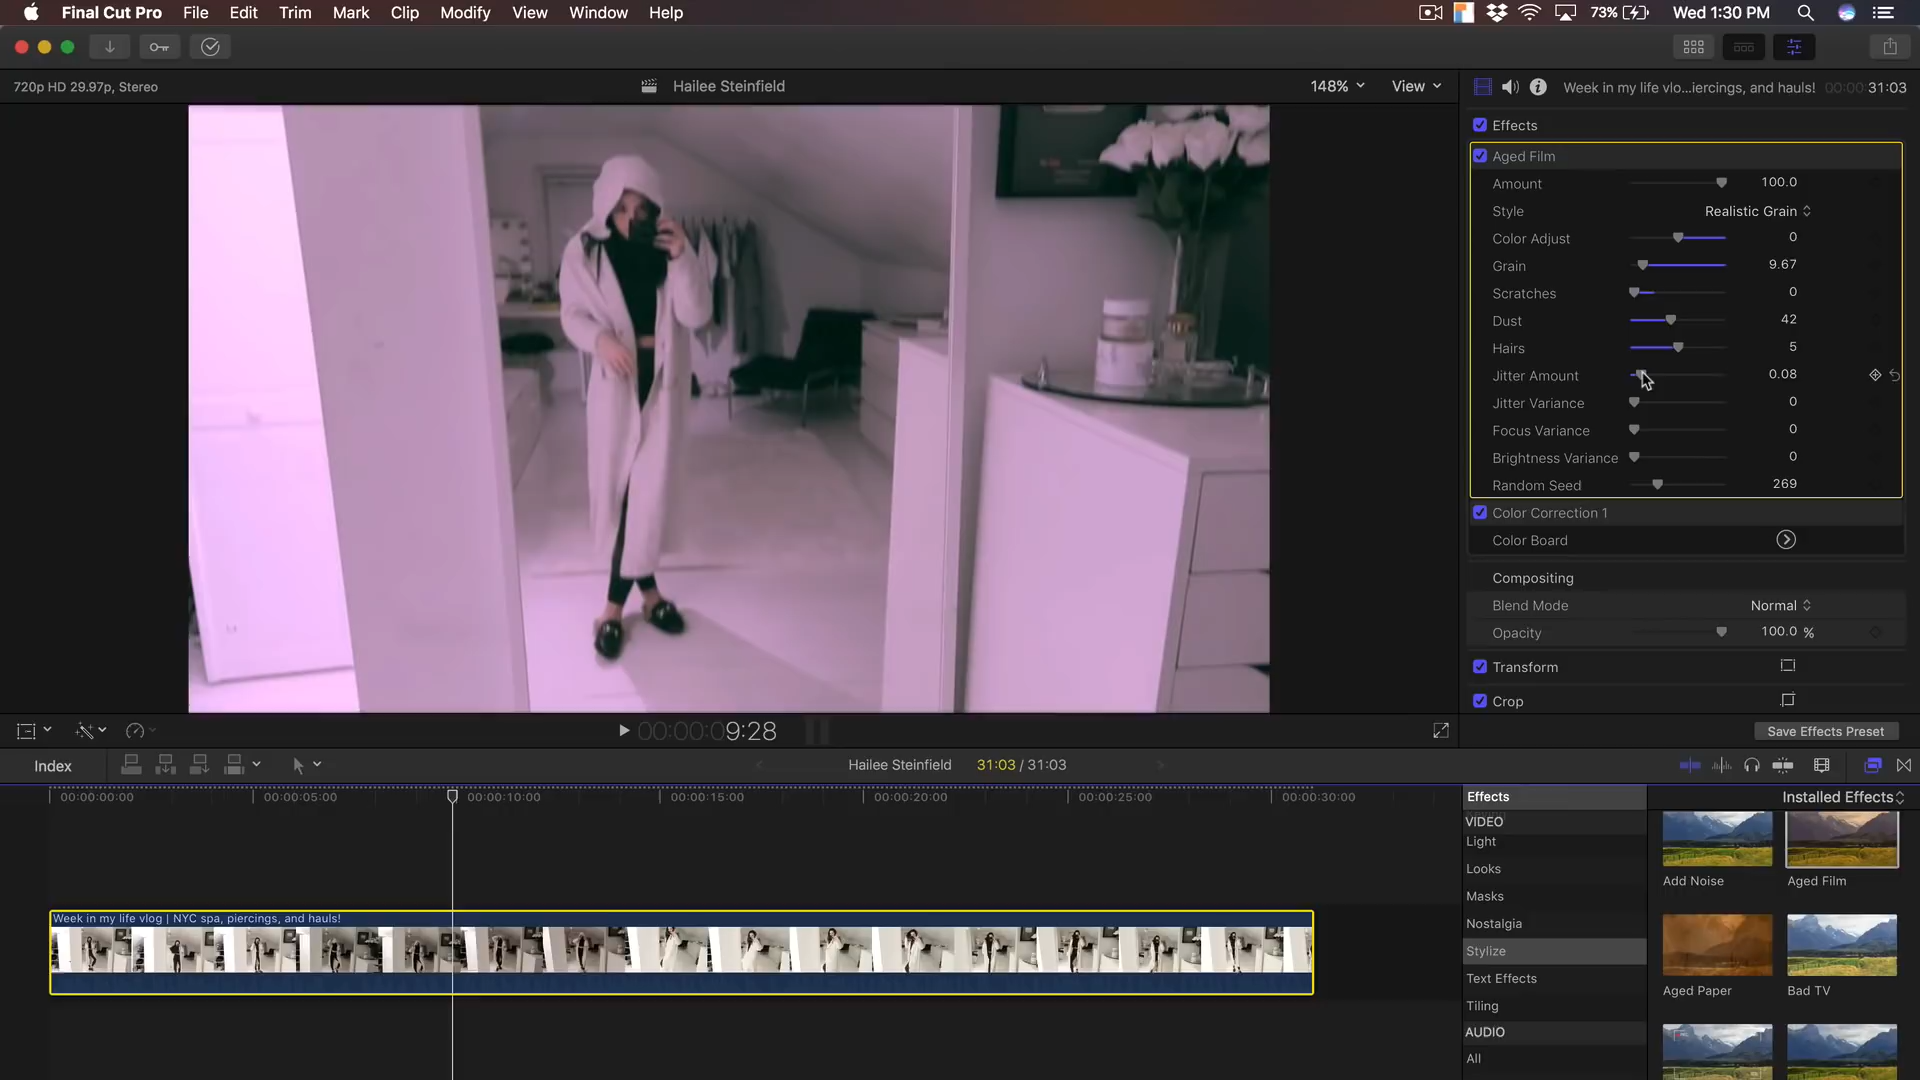 Final Cut Pro File Edit Trim Mark Clip Modify View Window Help 73% Wed 1:30 PM
720p HD 29.97p, Stereo Hailee Steinfield 148% View Week in my life vlo...iercings, and hauls! 00:00:31:03
Effects
Aged Film
Amount 100.0
Style Realistic Grain
Color Adjust 0
Grain 9.67
Scratches 0
Dust 42
Hairs 5
Jitter Amount 0.08
Jitter Variance 0
Focus Variance 0
Brightness Variance 0
Random Seed 269
Color Correction 1
Color Board
Compositing
Blend Mode Normal
Opacity 100.0 %
Transform
Crop
00:00:09:28 Save Effects Preset
Index Hailee Steinfield 31:03 / 31:03
00:00:00:00 00:00:05:00 00:00:10:00 00:00:15:00 00:00:20:00 00:00:25:00 00:00:30:00
Week in my life vlog | NYC spa, piercings, and hauls!
Effects Installed Effects
VIDEO
Light
Looks
Masks
Nostalgia
Stylize
Text Effects
Tiling
AUDIO
All
Add Noise Aged Film
Aged Paper Bad TV